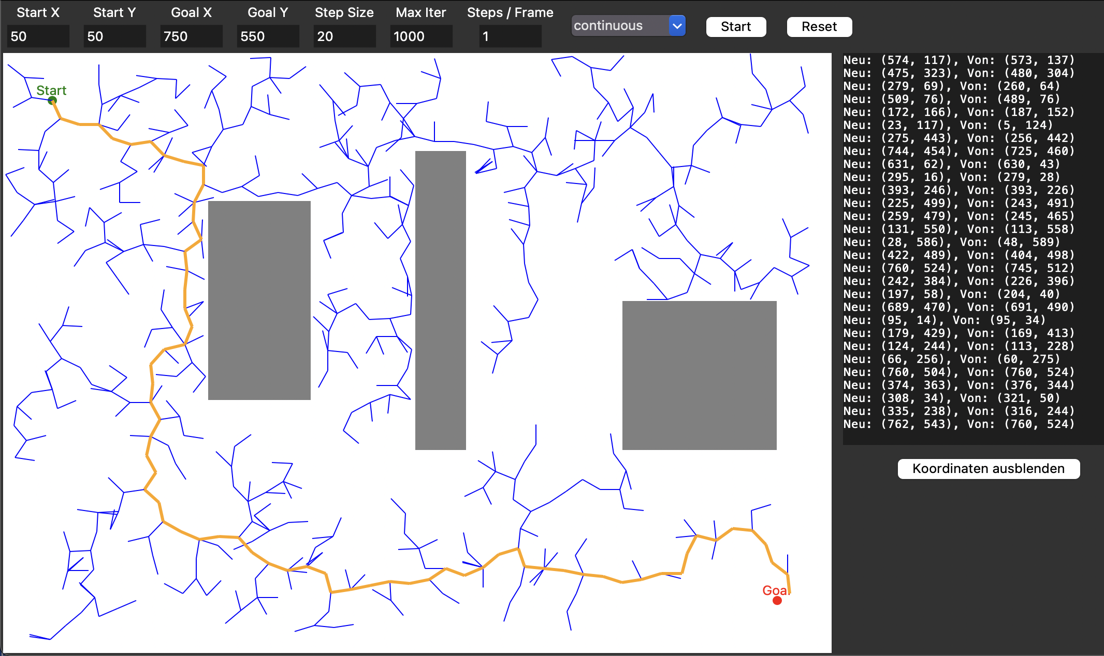 Start X Start Y Goal X Goal Y Step Size Max Iter Steps / Frame
50 50 750 550 20 1000 1 continuous Start Reset
Start
Goal
Neu: (574, 117), Von: (573, 137)
Neu: (475, 323), Von: (480, 304)
Neu: (279, 69), Von: (260, 64)
Neu: (509, 76), Von: (489, 76)
Neu: (172, 166), Von: (187, 152)
Neu: (23, 117), Von: (5, 124)
Neu: (275, 443), Von: (256, 442)
Neu: (744, 454), Von: (725, 460)
Neu: (631, 62), Von: (630, 43)
Neu: (295, 16), Von: (279, 28)
Neu: (393, 246), Von: (393, 226)
Neu: (225, 499), Von: (243, 491)
Neu: (259, 479), Von: (245, 465)
Neu: (131, 550), Von: (113, 558)
Neu: (28, 586), Von: (48, 589)
Neu: (422, 489), Von: (404, 498)
Neu: (760, 524), Von: (745, 512)
Neu: (242, 384), Von: (226, 396)
Neu: (197, 58), Von: (204, 40)
Neu: (689, 470), Von: (691, 490)
Neu: (95, 14), Von: (95, 34)
Neu: (179, 429), Von: (169, 413)
Neu: (124, 244), Von: (113, 228)
Neu: (66, 256), Von: (60, 275)
Neu: (760, 504), Von: (760, 524)
Neu: (374, 363), Von: (376, 344)
Neu: (308, 34), Von: (321, 50)
Neu: (335, 238), Von: (316, 244)
Neu: (762, 543), Von: (760, 524)
Koordinaten ausblenden